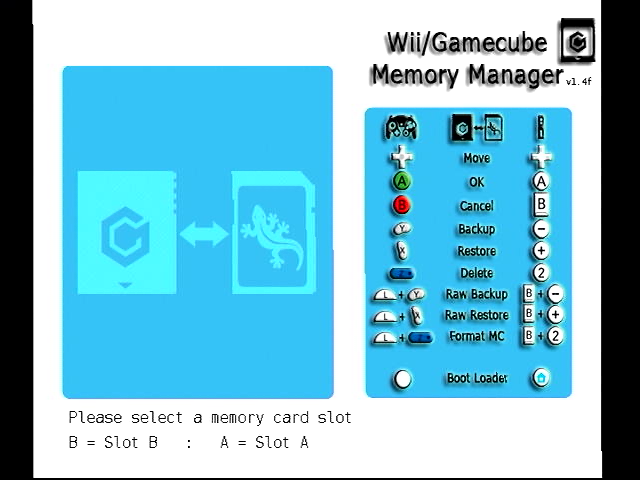 Wii/Gamecube
Memory Manager v1.4f
Move
A OK A
B Cancel B
Y Backup -
X Restore +
Z Delete 2
L + Y Raw Backup B + -
L + X Raw Restore B + +
L + Z Format MC B + 2
Boot Loader
Please select a memory card slot
B = Slot B : A = Slot A